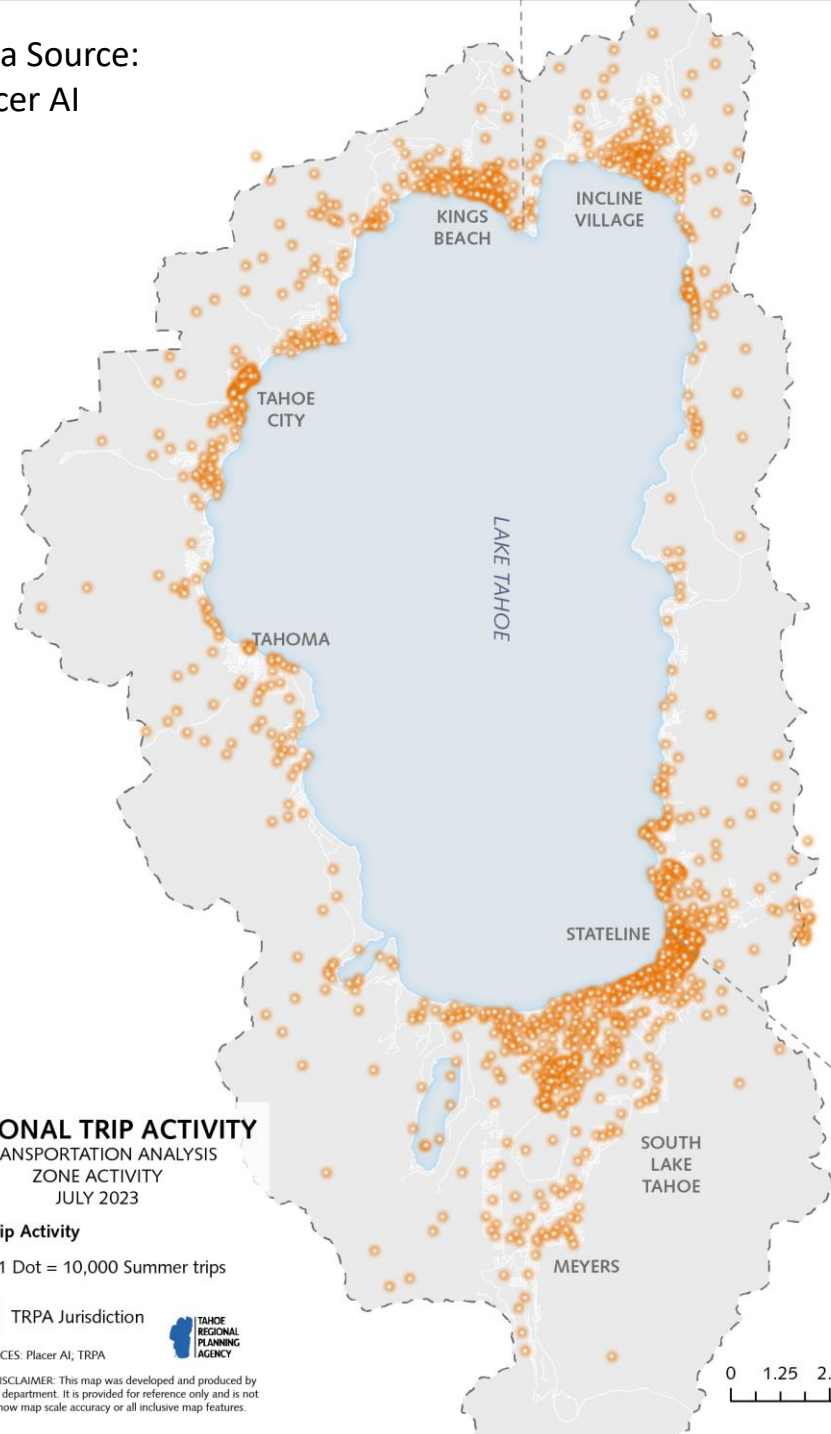 a Source:
cer AI
KINGS
BEACH
INCLINE
VILLAGE
TAHOE
CITY
LAKE TAHOE
TAHOMA
STATELINE
SOUTH
LAKE
TAHOE
MEYERS
ONAL TRIP ACTIVITY
ANSPORTATION ANALYSIS
ZONE ACTIVITY
JULY 2023
ip Activity
1 Dot = 10,000 Summer trips
TRPA Jurisdiction
TAHOE
REGIONAL
PLANNING
AGENCY
CES: Placer AI; TRPA
ISCLAIMER: This map was developed and produced by
department. It is provided for reference only and is not
how map scale accuracy or all inclusive map features.
0 1.25 2.